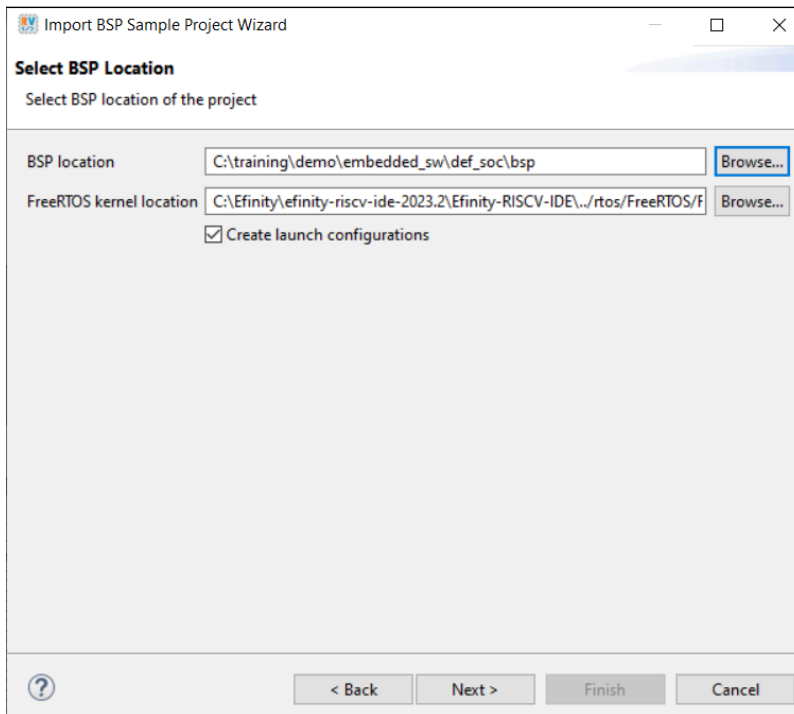 Import BSP Sample Project Wizard
Select BSP Location
Select BSP location of the project
BSP location C:\training\demo\embedded_sw\def_soc\bsp Browse...
FreeRTOS kernel location C:\Efinity\efinity-riscv-ide-2023.2\Efinity-RISCV-IDE\../rtos/FreeRTOS/F Browse...
Create launch configurations
? < Back Next > Finish Cancel